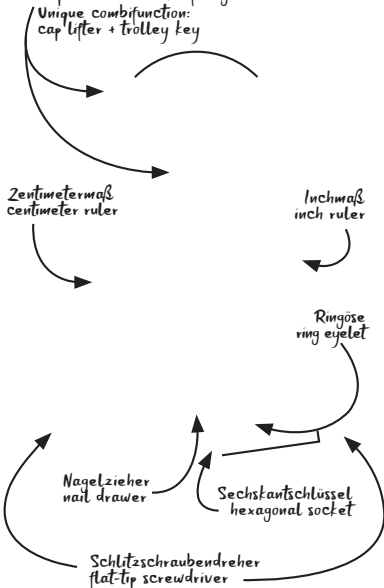 Unique combifunction:
cap lifter + trolley key
Zentimetermaß
centimeter ruler
Inchmaß
inch ruler
Ringöse
ring eyelet
Nagelzieher
nail drawer
Sechskantschlüssel
hexagonal socket
Schlitzschraubendreher
flat-tip screwdriver